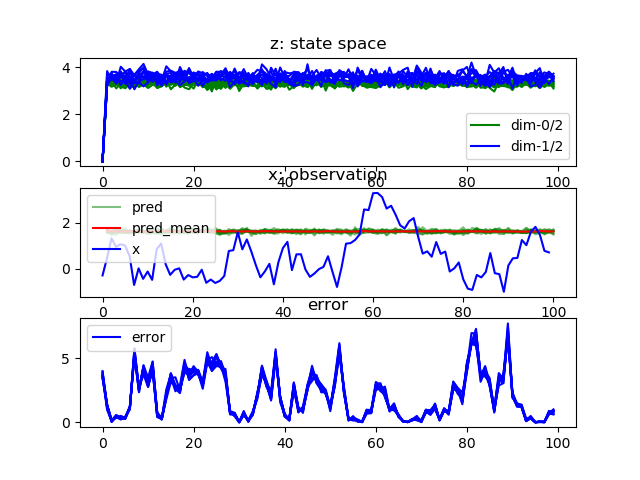 z: state space
4
2
0
dim-0/2
dim-1/2
0 20 40 60 80 100
x: observation
2
0
pred
pred_mean
x
0 20 40 60 80 100
error
5
0
error
0 20 40 60 80 100